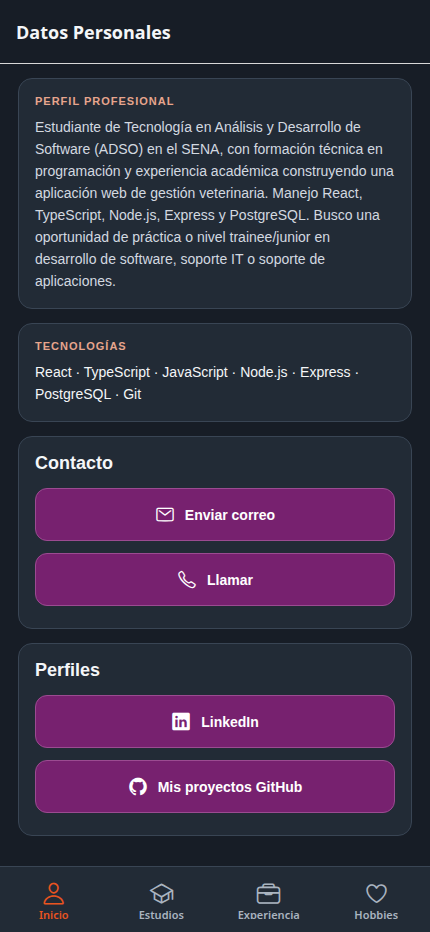 Datos Personales
PERFIL PROFESIONAL
Estudiante de Tecnología en Análisis y Desarrollo de
Software (ADSO) en el SENA, con formación técnica en
programación y experiencia académica construyendo una
aplicación web de gestión veterinaria. Manejo React,
TypeScript, Node.js, Express y PostgreSQL. Busco una
oportunidad de práctica o nivel trainee/junior en
desarrollo de software, soporte IT o soporte de
aplicaciones.
TECNOLOGÍAS
React · TypeScript · JavaScript · Node.js · Express ·
PostgreSQL · Git
Contacto
Enviar correo
Llamar
Perfiles
LinkedIn
Mis proyectos GitHub
Inicio
Estudios
Experiencia
Hobbies